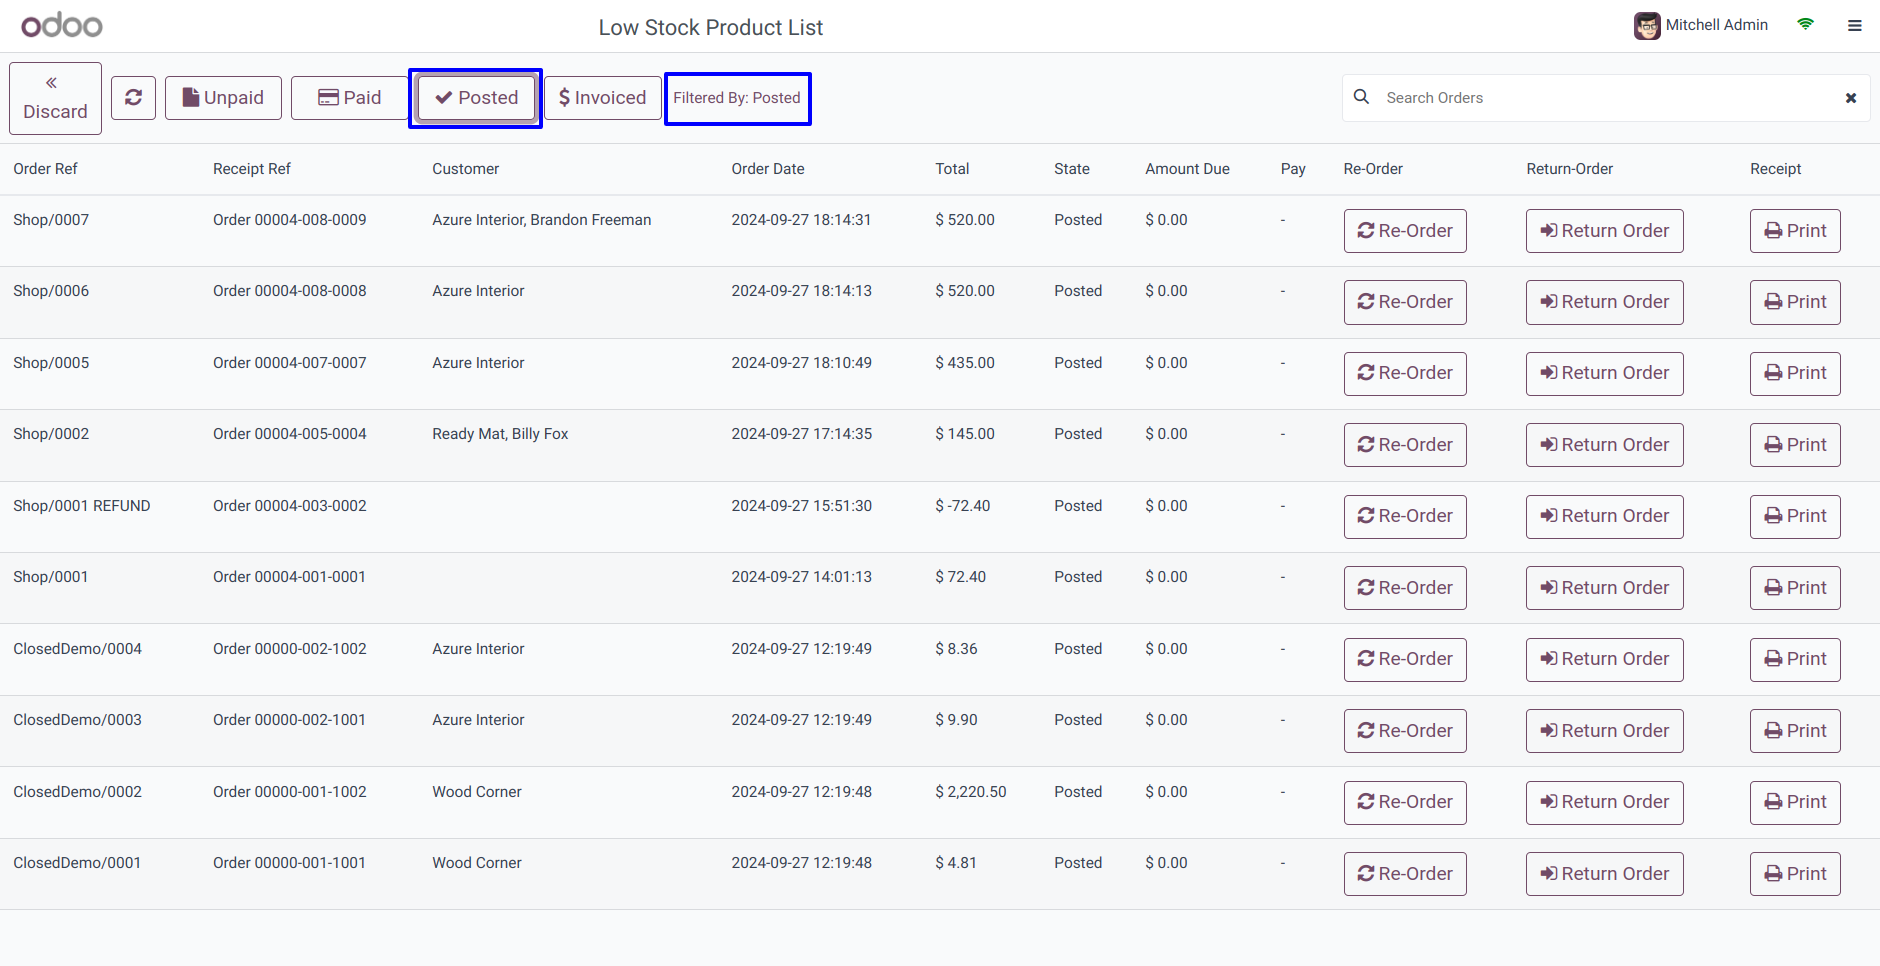 odoo
Low Stock Product List
Mitchell Admin
Discard
Unpaid
Paid
Posted
$ Invoiced
Filtered By: Posted
Search Orders
Order Ref Receipt Ref Customer Order Date Total State Amount Due Pay Re-Order Return-Order Receipt
Shop/0007 Order 00004-008-0009 Azure Interior, Brandon Freeman 2024-09-27 18:14:31 $ 520.00 Posted $ 0.00 - Re-Order Return Order Print
Shop/0006 Order 00004-008-0008 Azure Interior 2024-09-27 18:14:13 $ 520.00 Posted $ 0.00 - Re-Order Return Order Print
Shop/0005 Order 00004-007-0007 Azure Interior 2024-09-27 18:10:49 $ 435.00 Posted $ 0.00 - Re-Order Return Order Print
Shop/0002 Order 00004-005-0004 Ready Mat, Billy Fox 2024-09-27 17:14:35 $ 145.00 Posted $ 0.00 - Re-Order Return Order Print
Shop/0001 REFUND Order 00004-003-0002 2024-09-27 15:51:30 $ -72.40 Posted $ 0.00 - Re-Order Return Order Print
Shop/0001 Order 00004-001-0001 2024-09-27 14:01:13 $ 72.40 Posted $ 0.00 - Re-Order Return Order Print
ClosedDemo/0004 Order 00000-002-1002 Azure Interior 2024-09-27 12:19:49 $ 8.36 Posted $ 0.00 - Re-Order Return Order Print
ClosedDemo/0003 Order 00000-002-1001 Azure Interior 2024-09-27 12:19:49 $ 9.90 Posted $ 0.00 - Re-Order Return Order Print
ClosedDemo/0002 Order 00000-001-1002 Wood Corner 2024-09-27 12:19:48 $ 2,220.50 Posted $ 0.00 - Re-Order Return Order Print
ClosedDemo/0001 Order 00000-001-1001 Wood Corner 2024-09-27 12:19:48 $ 4.81 Posted $ 0.00 - Re-Order Return Order Print